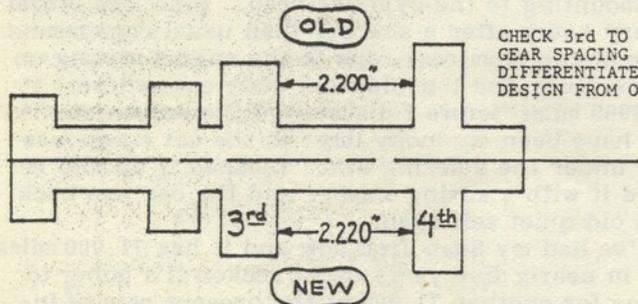 OLD
CHECK 3rd TO
GEAR SPACING
DIFFERENTIATE
DESIGN FROM O
2.200"
3rd
2.220"
4th
NEW